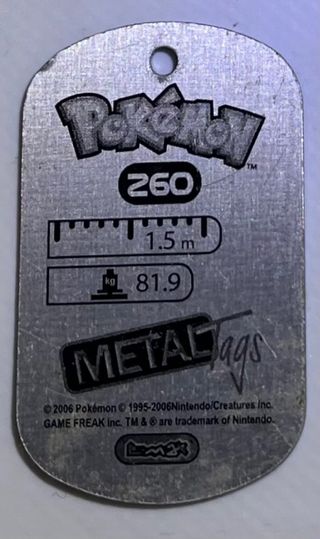 POKéMON™
260
1.5 m
kg 81.9
METAL Tags
© 2006 Pokémon © 1995-2006Nintendo/Creatures Inc.
GAME FREAK inc. TM & ® are trademark of Nintendo.